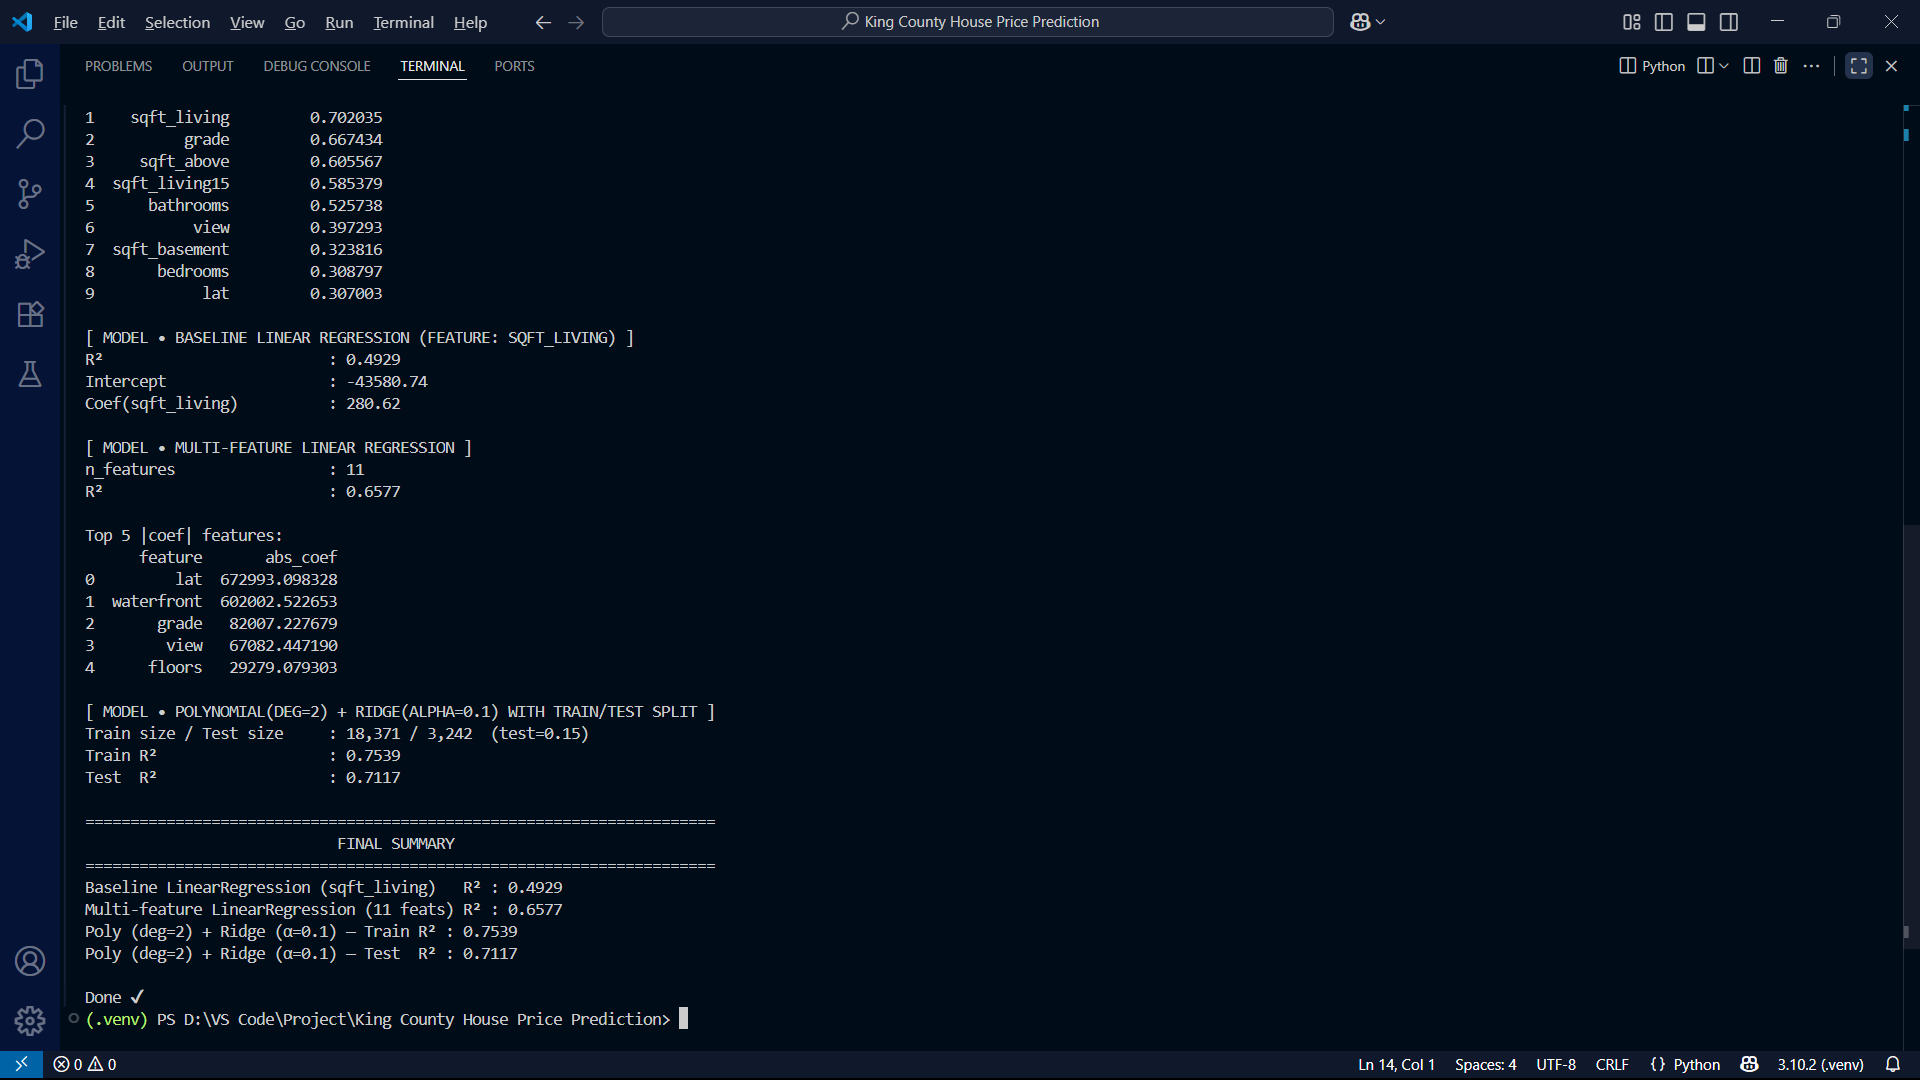 File Edit Selection View Go Run Terminal Help King County House Price Prediction
PROBLEMS OUTPUT DEBUG CONSOLE TERMINAL PORTS Python
1 sqft_living 0.702035
2 grade 0.667434
3 sqft_above 0.605567
4 sqft_living15 0.585379
5 bathrooms 0.525738
6 view 0.397293
7 sqft_basement 0.323816
8 bedrooms 0.308797
9 lat 0.307003
[ MODEL • BASELINE LINEAR REGRESSION (FEATURE: SQFT_LIVING) ]
R² : 0.4929
Intercept : -43580.74
Coef(sqft_living) : 280.62
[ MODEL • MULTI-FEATURE LINEAR REGRESSION ]
n_features : 11
R² : 0.6577
Top 5 |coef| features:
feature abs_coef
0 lat 672993.098328
1 waterfront 602002.522653
2 grade 82007.227679
3 view 67082.447190
4 floors 29279.079303
[ MODEL • POLYNOMIAL(DEG=2) + RIDGE(ALPHA=0.1) WITH TRAIN/TEST SPLIT ]
Train size / Test size : 18,371 / 3,242 (test=0.15)
Train R² : 0.7539
Test R² : 0.7117
======================================================================
FINAL SUMMARY
======================================================================
Baseline LinearRegression (sqft_living) R² : 0.4929
Multi-feature LinearRegression (11 feats) R² : 0.6577
Poly (deg=2) + Ridge (α=0.1) — Train R² : 0.7539
Poly (deg=2) + Ridge (α=0.1) — Test R² : 0.7117
Done ✓
(.venv) PS D:\VS Code\Project\King County House Price Prediction>
0 0 Ln 14, Col 1 Spaces: 4 UTF-8 CRLF {} Python 3.10.2 (.venv)